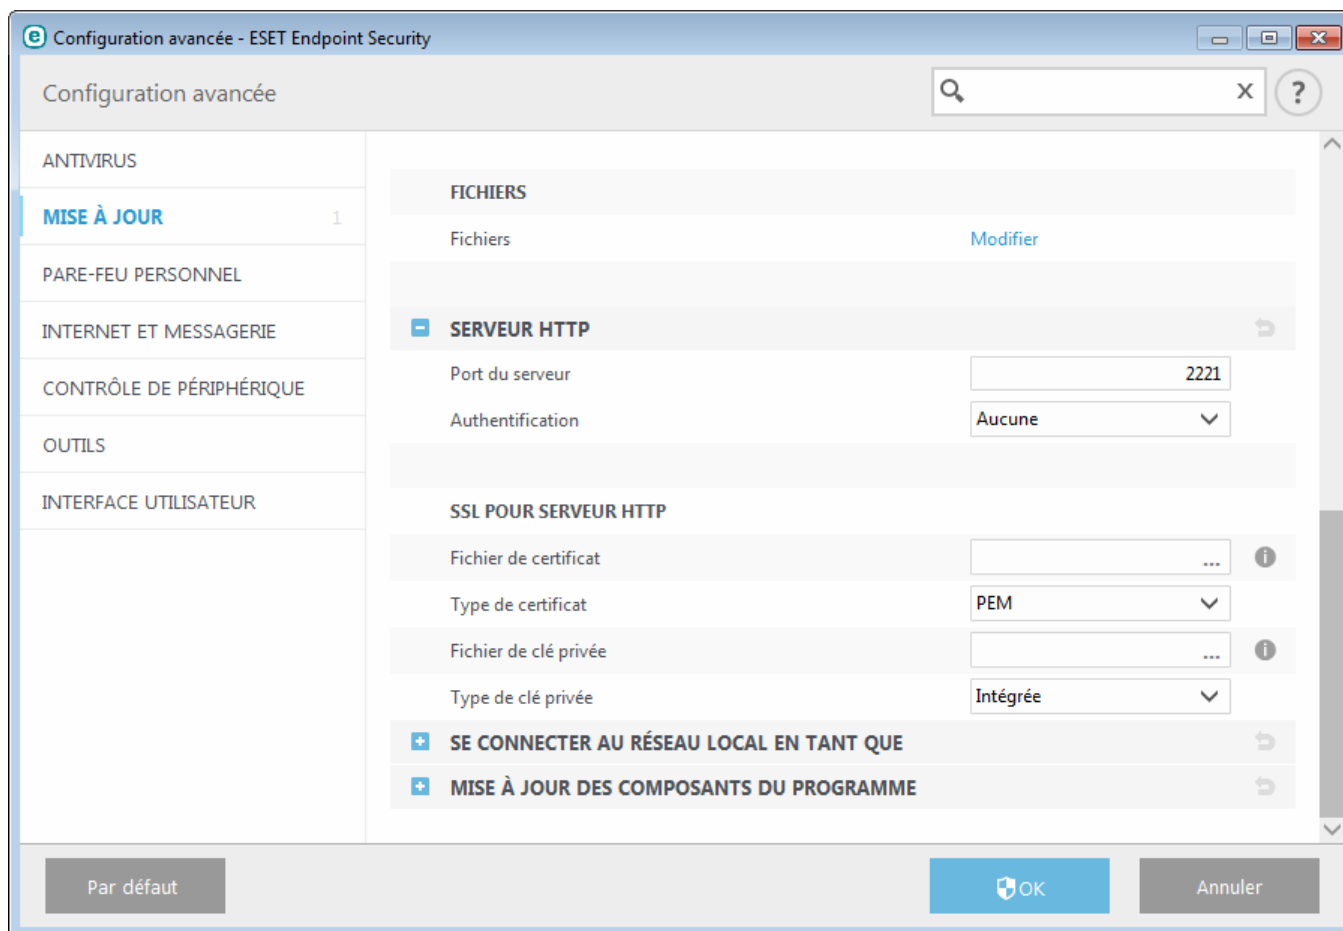 Configuration avancée - ESET Endpoint Security
Configuration avancée
ANTIVIRUS
MISE À JOUR 1
PARE-FEU PERSONNEL
INTERNET ET MESSAGERIE
CONTRÔLE DE PÉRIPHÉRIQUE
OUTILS
INTERFACE UTILISATEUR
FICHIERS
Fichiers Modifier
SERVEUR HTTP
Port du serveur 2221
Authentification Aucune
SSL POUR SERVEUR HTTP
Fichier de certificat ...
Type de certificat PEM
Fichier de clé privée ...
Type de clé privée Intégrée
SE CONNECTER AU RÉSEAU LOCAL EN TANT QUE
MISE À JOUR DES COMPOSANTS DU PROGRAMME
Par défaut OK Annuler